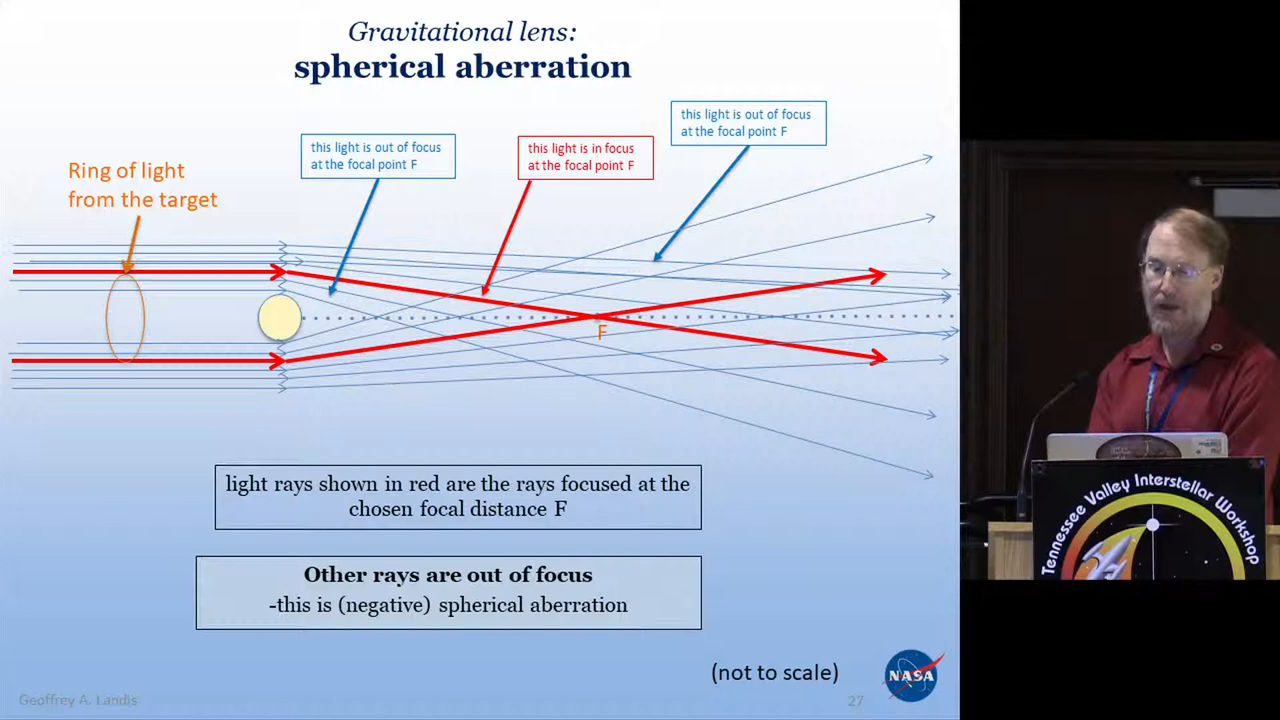 Gravitational lens:
spherical aberration
this light is out of focus
at the focal point F
this light is out of focus
at the focal point F
this light is in focus
at the focal point F
Ring of light
from the target
F
light rays shown in red are the rays focused at the
chosen focal distance F
Other rays are out of focus
-this is (negative) spherical aberration
(not to scale)
NASA
Geoffrey A. Landis
27
Tennessee Valley Interstellar Workshop